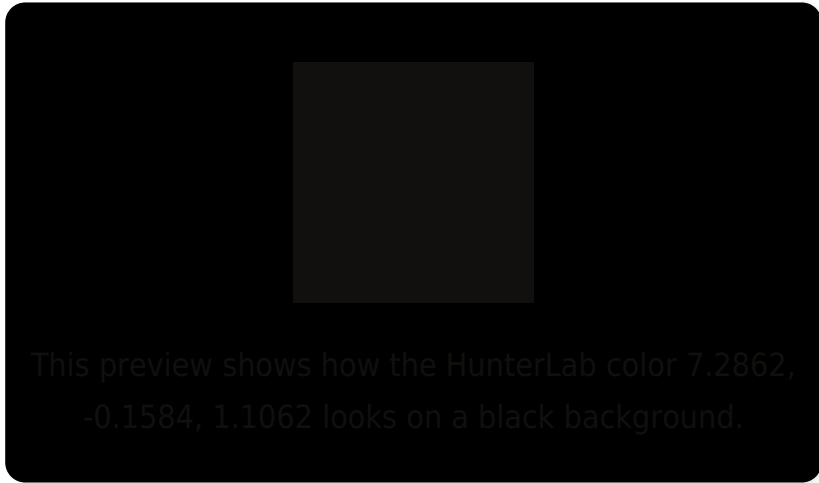 This preview shows how the HunterLab color 7.2862,
-0.1584, 1.1062 looks on a black background.